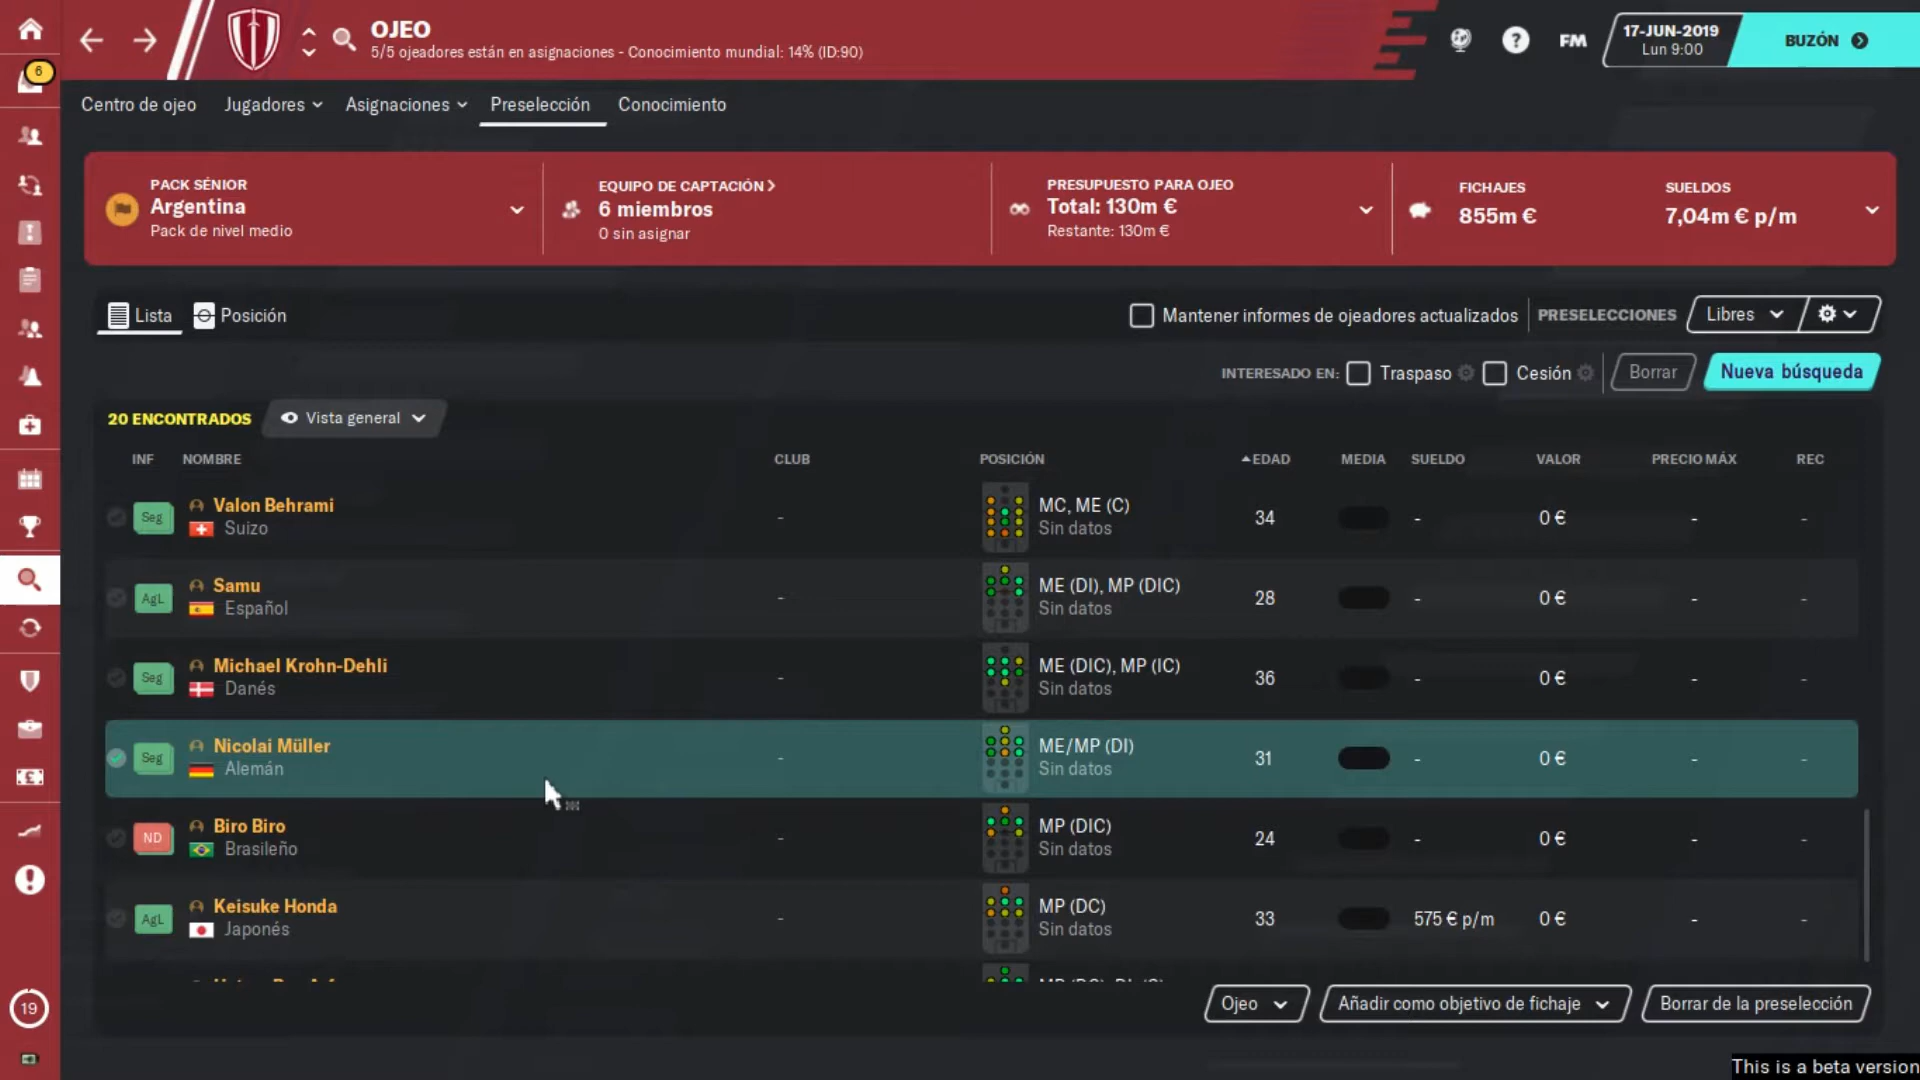 OJEO
5/5 ojeadores están en asignaciones - Conocimiento mundial: 14% (ID:90)
FM
17-JUN-2019
Lun 9:00
BUZÓN
6
Centro de ojeo
Jugadores
Asignaciones
Preselección
Conocimiento
PACK SÉNIOR
Argentina
Pack de nivel medio
EQUIPO DE CAPTACIÓN
6 miembros
0 sin asignar
PRESUPUESTO PARA OJEO
Total: 130m €
Restante: 130m €
FICHAJES
855m €
SUELDOS
7,04m € p/m
Lista
Posición
Mantener informes de ojeadores actualizados
PRESELECCIONES
Libres
INTERESADO EN:
Traspaso
Cesión
Borrar
Nueva búsqueda
20 ENCONTRADOS
Vista general
INF NOMBRE CLUB POSICIÓN EDAD MEDIA SUELDO VALOR PRECIO MÁX REC
Seg Valon Behrami - MC, ME (C) 34 - 0 € - -
Suizo Sin datos
AgL Samu - ME (DI), MP (DIC) 28 - 0 € - -
Español Sin datos
Seg Michael Krohn-Dehli - ME (DIC), MP (IC) 36 - 0 € - -
Danés Sin datos
Seg Nicolai Müller - ME/MP (DI) 31 - 0 € - -
Alemán Sin datos
ND Biro Biro - MP (DIC) 24 - 0 € - -
Brasileño Sin datos
AgL Keisuke Honda - MP (DC) 33 575 € p/m 0 € - -
Japonés Sin datos
Ojeo
Añadir como objetivo de fichaje
Borrar de la preselección
19
This is a beta version